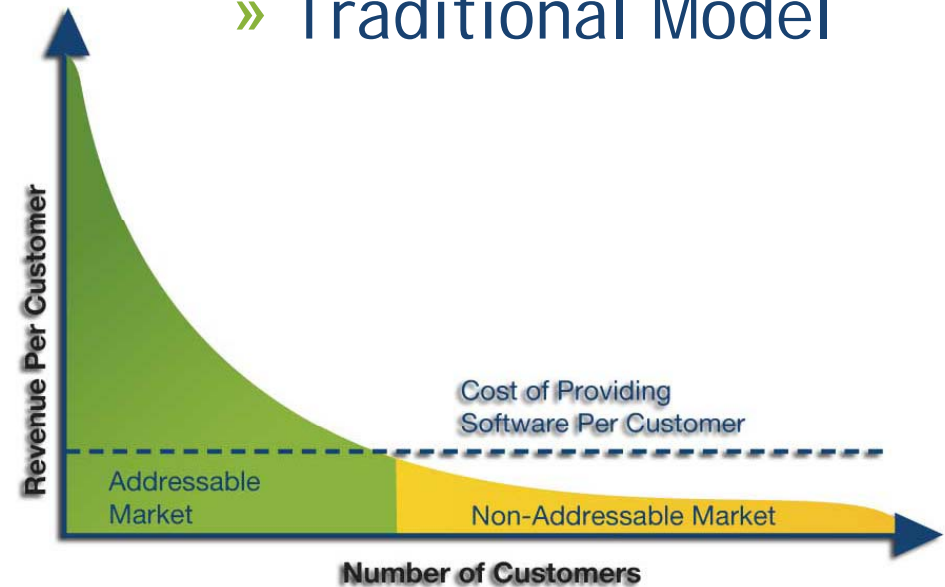 » Traditional Model
Revenue Per Customer
Cost of Providing
Software Per Customer
Addressable
Market
Non-Addressable Market
Number of Customers